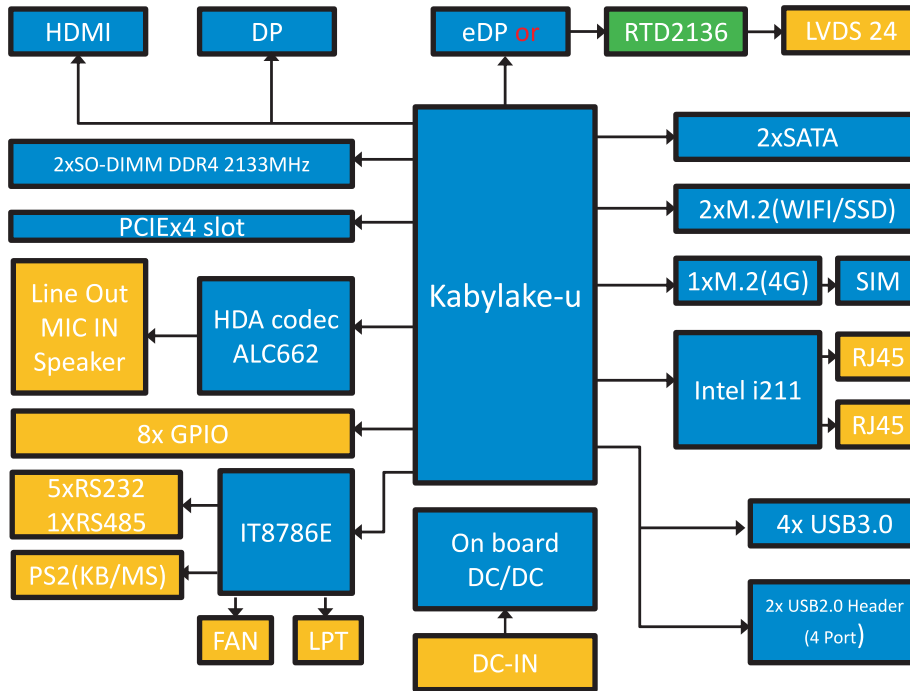 HDMI
DP
eDP or
RTD2136
LVDS 24
2xSO-DIMM DDR4 2133MHz
PCIEx4 slot
Line Out
MIC IN
Speaker
HDA codec
ALC662
8x GPIO
5xRS232
1XRS485
PS2(KB/MS)
IT8786E
FAN
LPT
Kabylake-u
On board
DC/DC
DC-IN
2xSATA
2xM.2(WIFI/SSD)
1xM.2(4G)
SIM
Intel i211
RJ45
RJ45
4x USB3.0
2x USB2.0 Header
(4 Port)